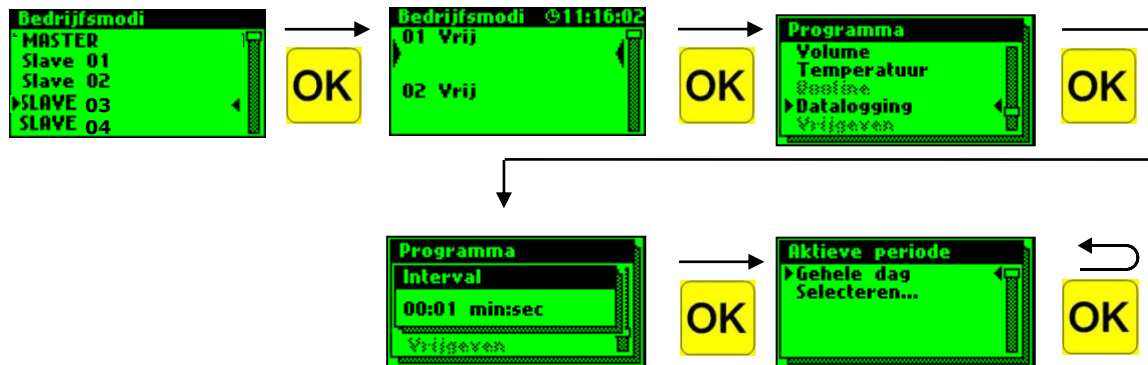 Bedrijfsmodi
MASTER
Slave 01
Slave 02
SLAVE 03
SLAVE 04
OK
Bedrijfsmodi 11:16:02
01 Vrij
02 Vrij
OK
Programma
Volume
Temperatuur
Datalogging
Vrijgeven
OK
Programma
Interval
00:01 min:sec
Vrijgeven
OK
Aktieve periode
Gehele dag
Selecteren...
OK